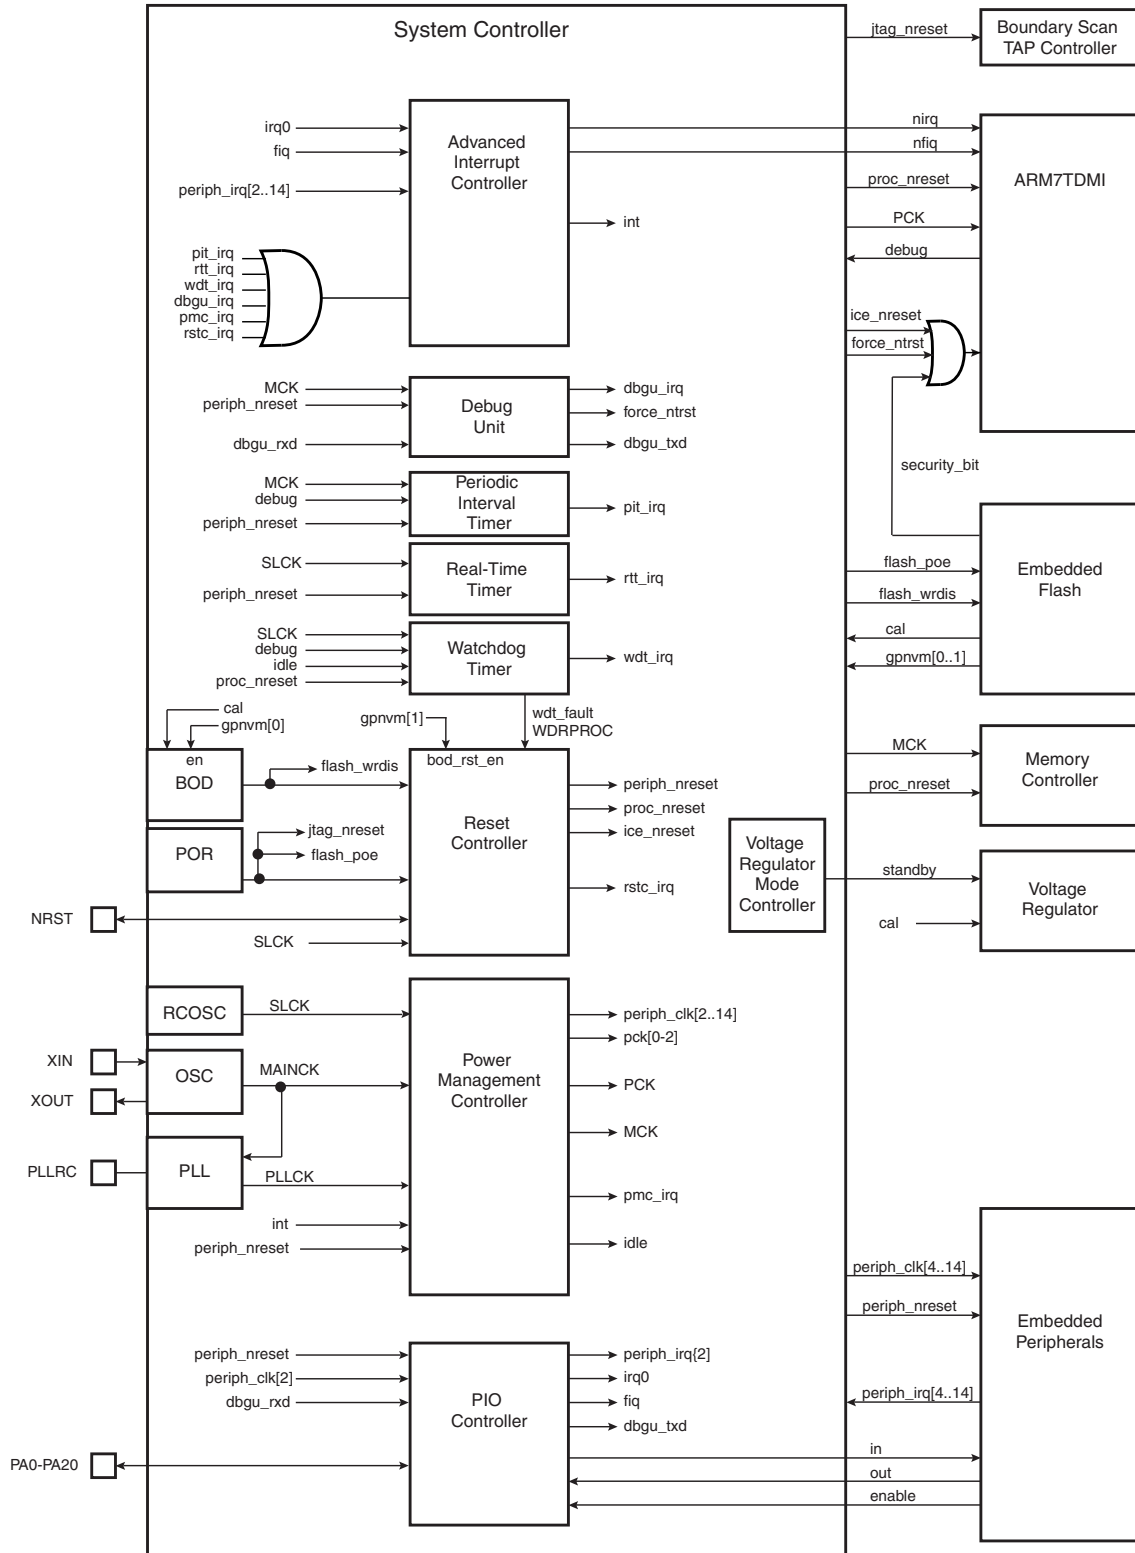 System Controller
jtag_nreset
Boundary Scan
TAP Controller
irq0
fiq
periph_irq[2..14]
pit_irq
rtt_irq
wdt_irq
dbgu_irq
pmc_irq
rstc_irq
Advanced
Interrupt
Controller
int
nirq
nfiq
proc_nreset
PCK
debug
ice_nreset
force_ntrst
security_bit
ARM7TDMI
MCK
periph_nreset
dbgu_rxd
Debug
Unit
dbgu_irq
force_ntrst
dbgu_txd
MCK
debug
periph_nreset
Periodic
Interval
Timer
pit_irq
SLCK
periph_nreset
Real-Time
Timer
rtt_irq
flash_poe
flash_wrdis
cal
gpnvm[0..1]
Embedded
Flash
SLCK
debug
idle
proc_nreset
Watchdog
Timer
wdt_irq
cal
gpnvm[0]
en
BOD
flash_wrdis
gpnvm[1]
bod_rst_en
wdt_fault
WDRPROC
POR
jtag_nreset
flash_poe
NRST
SLCK
Reset
Controller
periph_nreset
proc_nreset
ice_nreset
rstc_irq
MCK
proc_nreset
Memory
Controller
Voltage
Regulator
Mode
Controller
standby
cal
Voltage
Regulator
RCOSC
SLCK
XIN
XOUT
OSC
MAINCK
PLLRC
PLL
PLLCK
int
periph_nreset
Power
Management
Controller
periph_clk[2..14]
pck[0-2]
PCK
MCK
pmc_irq
idle
periph_clk[4..14]
periph_nreset
periph_irq[4..14]
Embedded
Peripherals
periph_nreset
periph_clk[2]
dbgu_rxd
PA0-PA20
PIO
Controller
periph_irq{2]
irq0
fiq
dbgu_txd
in
out
enable